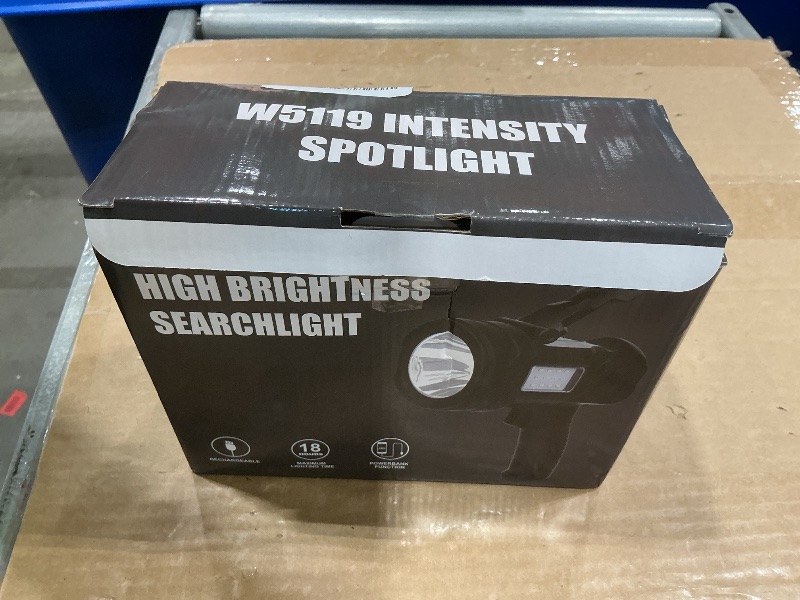 W5119 INTENSITY
SPOTLIGHT
HIGH BRIGHTNESS
SEARCHLIGHT
RECHARGEABLE
18
MAXIMUM
LIGHTING TIME
POWERBANK
FUNCTION